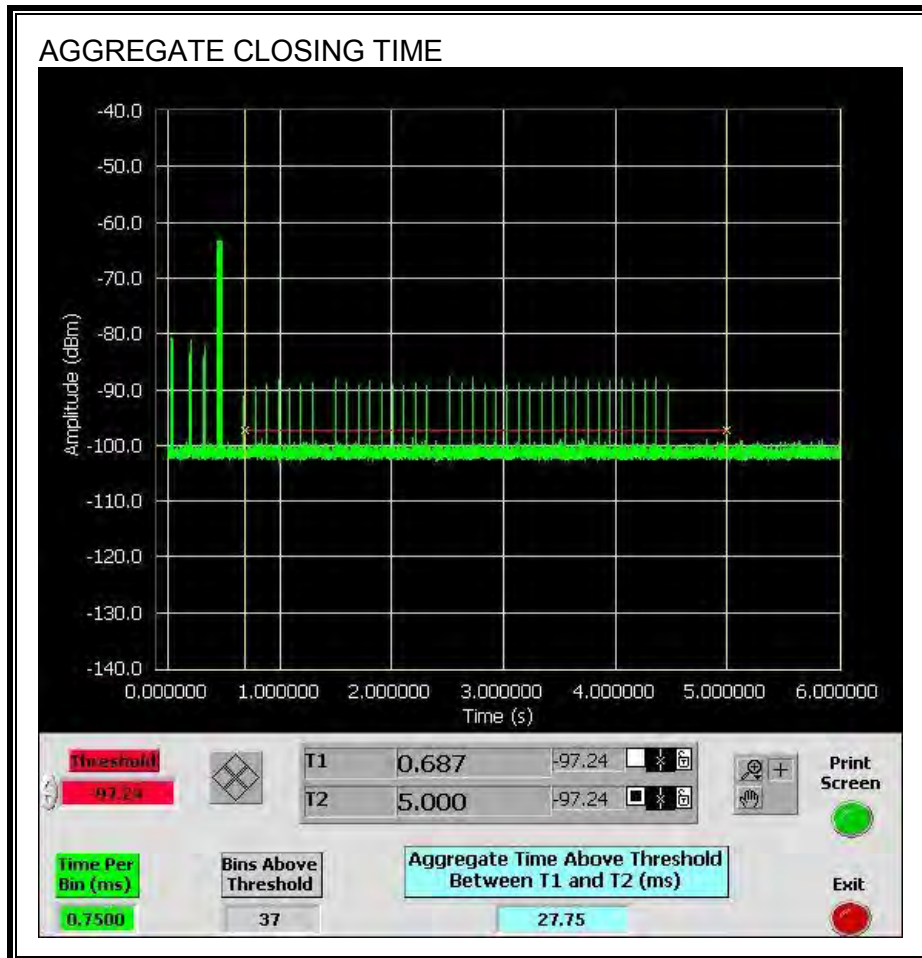 AGGREGATE CLOSING TIME
-40.0
-50.0
-60.0
-70.0
-80.0
-90.0
-100.0
-110.0
-120.0
-130.0
-140.0
Amplitude (dBm)
0.000000 1.000000 2.000000 3.000000 4.000000 5.000000 6.000000
Time (s)
Threshold
-97.24
T1 0.687 -97.24
T2 5.000 -97.24
Print
Screen
Time Per
Bin (ms)
0.7500
Bins Above
Threshold
37
Aggregate Time Above Threshold
Between T1 and T2 (ms)
27.75
Exit